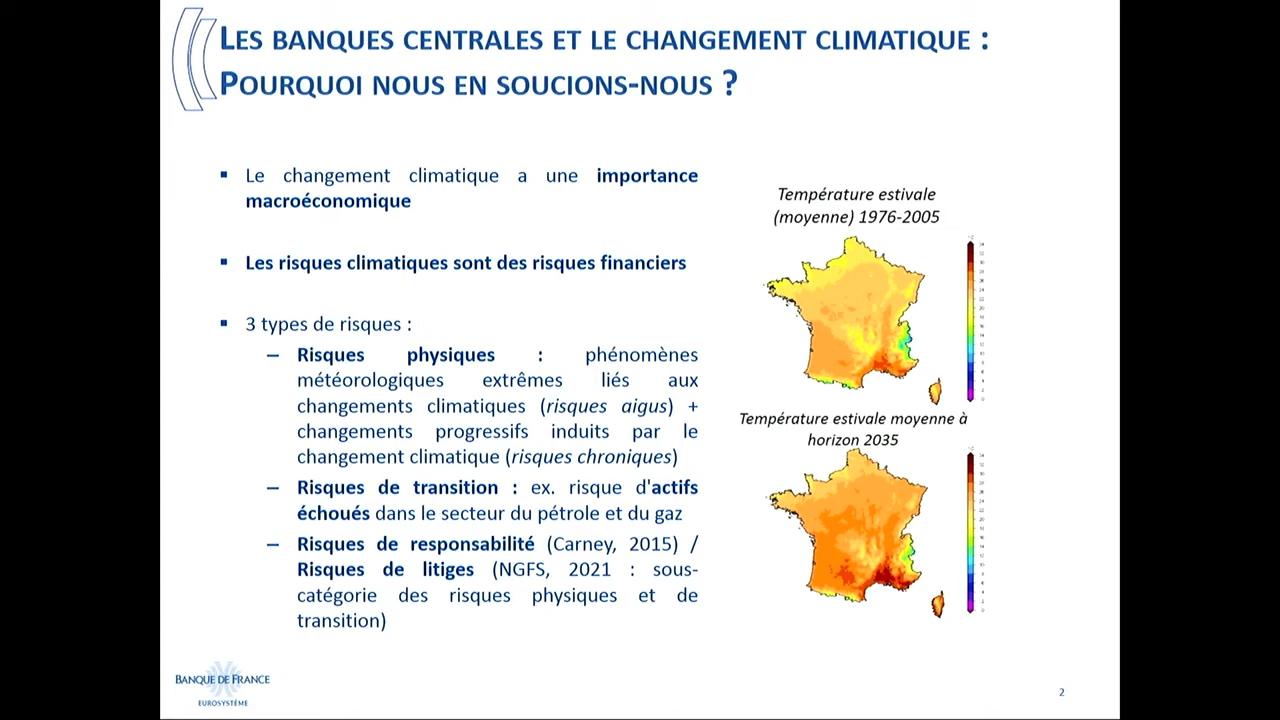 LES BANQUES CENTRALES ET LE CHANGEMENT CLIMATIQUE :
POURQUOI NOUS EN SOUCIONS-NOUS ?
▪ Le changement climatique a une importance
macroéconomique
▪ Les risques climatiques sont des risques financiers
▪ 3 types de risques :
– Risques physiques : phénomènes
météorologiques extrêmes liés aux
changements climatiques (risques aigus) +
changements progressifs induits par le
changement climatique (risques chroniques)
– Risques de transition : ex. risque d'actifs
échoués dans le secteur du pétrole et du gaz
– Risques de responsabilité (Carney, 2015) /
Risques de litiges (NGFS, 2021 : sous-
catégorie des risques physiques et de
transition)
Température estivale
(moyenne) 1976-2005
Température estivale moyenne à
horizon 2035
BANQUE DE FRANCE
EUROSYSTÈME
2